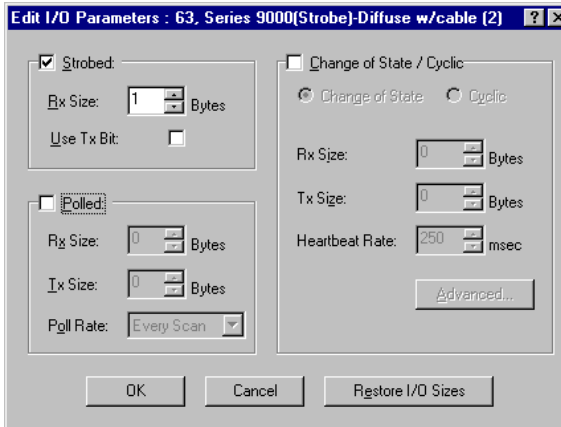 Edit I/O Parameters : 63, Series 9000(Strobe)-Diffuse w/cable (2)
Strobed:
Rx Size: 1 Bytes
Use Tx Bit:
Polled:
Rx Size: 0 Bytes
Tx Size: 0 Bytes
Poll Rate: Every Scan
Change of State / Cyclic
Change of State Cyclic
Rx Size: 0 Bytes
Tx Size: 0 Bytes
Heartbeat Rate: 250 msec
Advanced...
OK Cancel Restore I/O Sizes